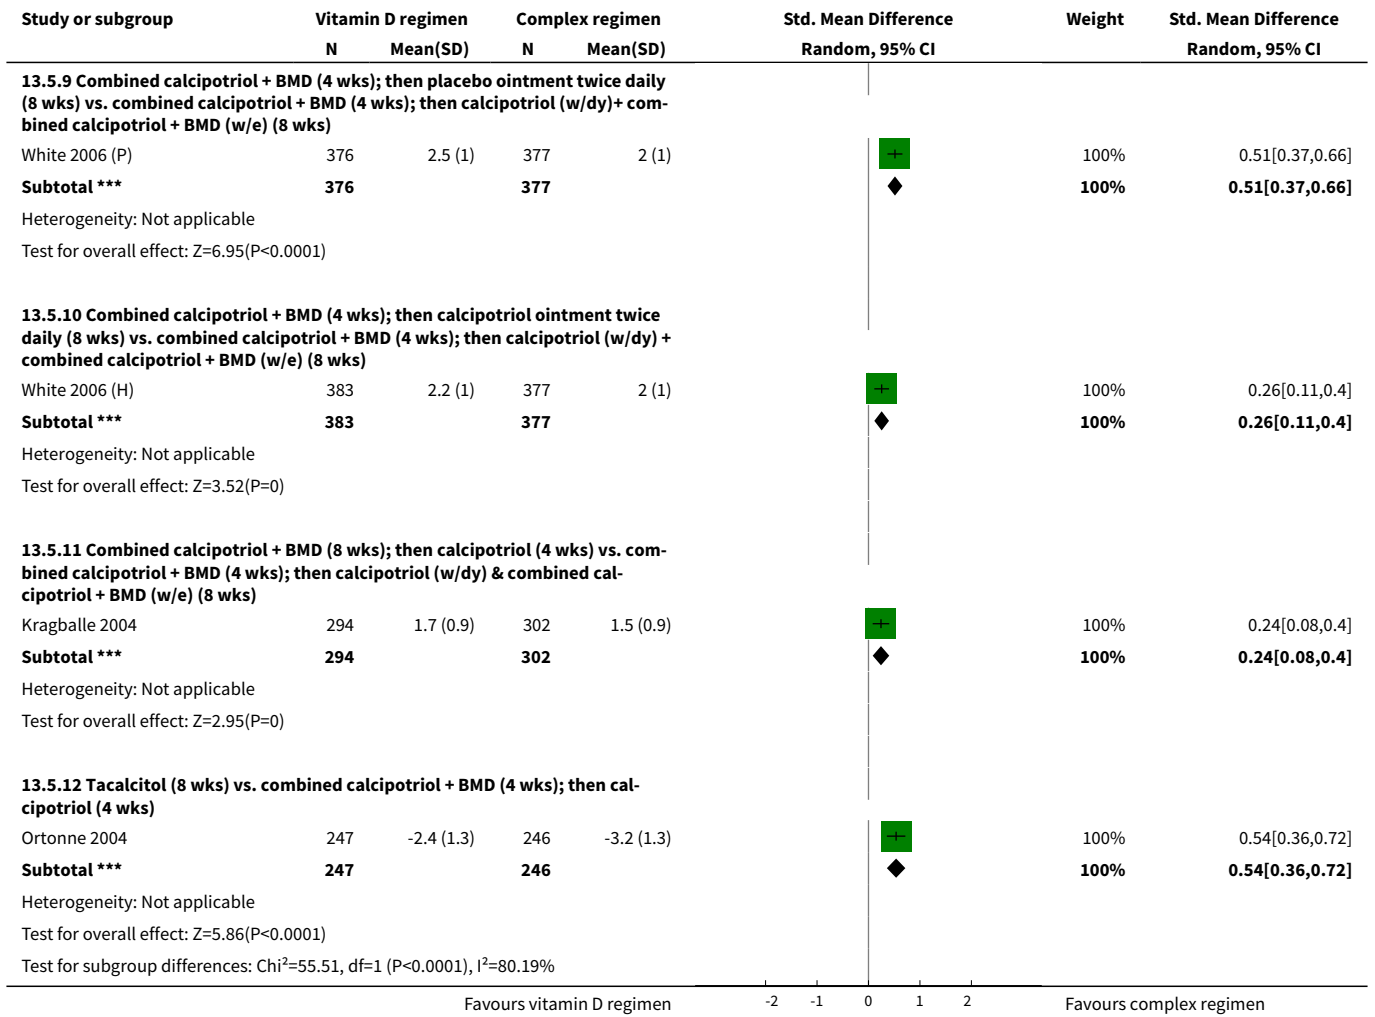 Study or subgroup Vitamin D regimen Complex regimen Std. Mean Difference Weight Std. Mean Difference
N Mean(SD) N Mean(SD) Random, 95% CI Random, 95% CI
13.5.9 Combined calcipotriol + BMD (4 wks); then placebo ointment twice daily
(8 wks) vs. combined calcipotriol + BMD (4 wks); then calcipotriol (w/dy)+ com-
bined calcipotriol + BMD (w/e) (8 wks)
White 2006 (P) 376 2.5 (1) 377 2 (1) 100% 0.51[0.37,0.66]
Subtotal *** 376 377 100% 0.51[0.37,0.66]
Heterogeneity: Not applicable
Test for overall effect: Z=6.95(P<0.0001)
13.5.10 Combined calcipotriol + BMD (4 wks); then calcipotriol ointment twice
daily (8 wks) vs. combined calcipotriol + BMD (4 wks); then calcipotriol (w/dy) +
combined calcipotriol + BMD (w/e) (8 wks)
White 2006 (H) 383 2.2 (1) 377 2 (1) 100% 0.26[0.11,0.4]
Subtotal *** 383 377 100% 0.26[0.11,0.4]
Heterogeneity: Not applicable
Test for overall effect: Z=3.52(P=0)
13.5.11 Combined calcipotriol + BMD (8 wks); then calcipotriol (4 wks) vs. com-
bined calcipotriol + BMD (4 wks); then calcipotriol (w/dy) & combined cal-
cipotriol + BMD (w/e) (8 wks)
Kragballe 2004 294 1.7 (0.9) 302 1.5 (0.9) 100% 0.24[0.08,0.4]
Subtotal *** 294 302 100% 0.24[0.08,0.4]
Heterogeneity: Not applicable
Test for overall effect: Z=2.95(P=0)
13.5.12 Tacalcitol (8 wks) vs. combined calcipotriol + BMD (4 wks); then cal-
cipotriol (4 wks)
Ortonne 2004 247 -2.4 (1.3) 246 -3.2 (1.3) 100% 0.54[0.36,0.72]
Subtotal *** 247 246 100% 0.54[0.36,0.72]
Heterogeneity: Not applicable
Test for overall effect: Z=5.86(P<0.0001)
Test for subgroup differences: Chi²=55.51, df=1 (P<0.0001), I²=80.19%
Favours vitamin D regimen -2 -1 0 1 2 Favours complex regimen